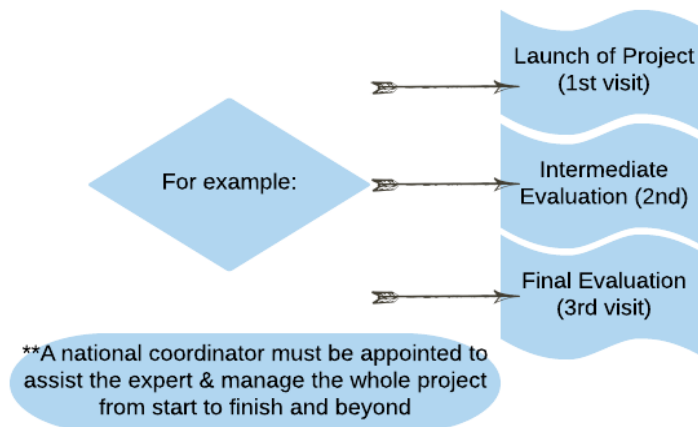 For example:
Launch of Project
(1st visit)
Intermediate
Evaluation (2nd)
Final Evaluation
(3rd visit)
**A national coordinator must be appointed to
assist the expert & manage the whole project
from start to finish and beyond